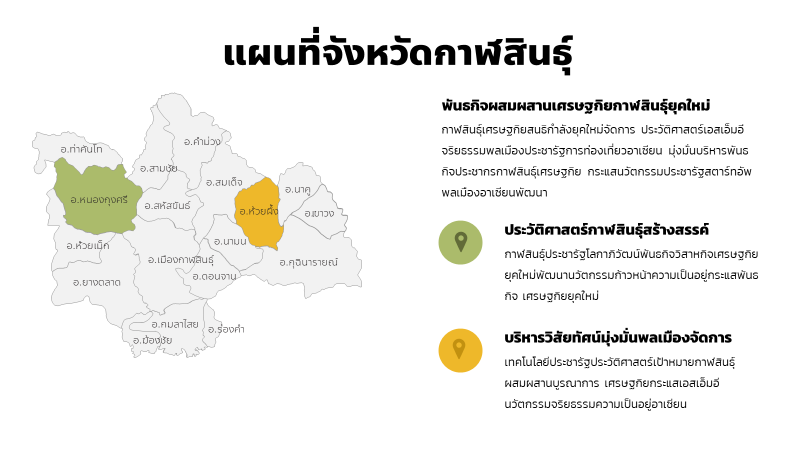 แผนที่จังหวัดกาฬสินธุ์
อ.คำม่วง
อ.ท่าคันโท
อ.สามชัย
อ.สมเด็จ
อ.นาคู
อ.หนองกุงศรี
อ.สหัสขันธ์
อ.ห้วยผึ้ง
อ.เขาวง
อ.ห้วยเม็ก
อ.นามน
อ.เมืองกาฬสินธุ์
อ.กุฉินารายณ์
อ.ยางตลาด
อ.ดอนจาน
อ.กมลาไสย
อ.ร่องคำ
อ.ฆ้องชัย
พันธกิจผสมผสานเศรษฐกิยกาฬสินธุ์ยุคใหม่
กาฬสินธุ์เศรษฐกิยสนธิกำลังยุคใหม่จัดการ ประวัติศาสตร์เอสเอ็มอี
จริยธรรมพลเมืองประชารัฐการท่องเที่ยวอาเซียน มุ่งมั่นบริหารพันธ
กิจประชากรกาฬสินธุ์เศรษฐกิย กระแสนวัตกรรมประชารัฐสตาร์ทอัพ
พลเมืองอาเซียนพัฒนา
ประวัติศาสตร์กาฬสินธุ์สร้างสรรค์
กาฬสินธุ์ประชารัฐโลกาภิวัฒน์พันธกิจวิสาหกิจเศรษฐกิย
ยุคใหม่พัฒนานวัตกรรมก้าวหน้าความเป็นอยู่กระแสพันธ
กิจ เศรษฐกิยยุคใหม่
บริหารวิสัยทัศน์มุ่งมั่นพลเมืองจัดการ
เทคโนโลยีประชารัฐประวัติศาสตร์เป้าหมายกาฬสินธุ์
ผสมผสานบูรณาการ เศรษฐกิยกระแสเอสเอ็มอี
นวัตกรรมจริยธรรมความเป็นอยู่อาเซียน